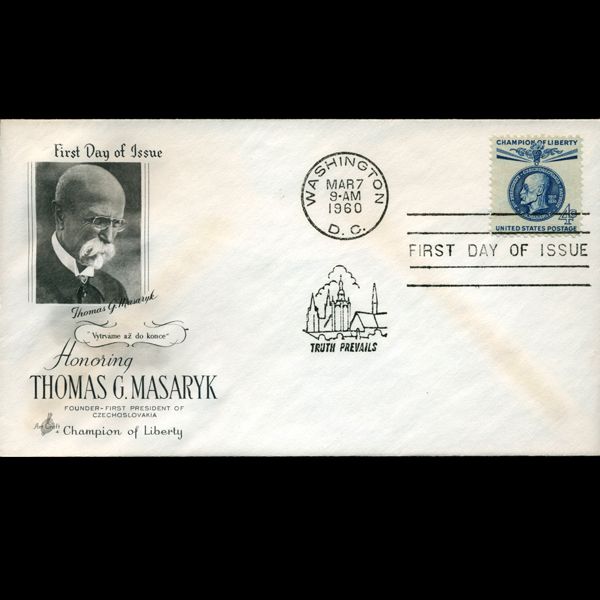 First Day of Issue
Thomas G. Masaryk
"Vytrváme až do konce"
Honoring
THOMAS G. MASARYK
FOUNDER-FIRST PRESIDENT OF
CZECHOSLOVAKIA
Art Craft
Champion of Liberty
WASHINGTON
MAR 7
9-AM
1960
D. C.
TRUTH PREVAILS
CHAMPION OF LIBERTY
4¢
UNITED STATES POSTAGE
FIRST DAY OF ISSUE